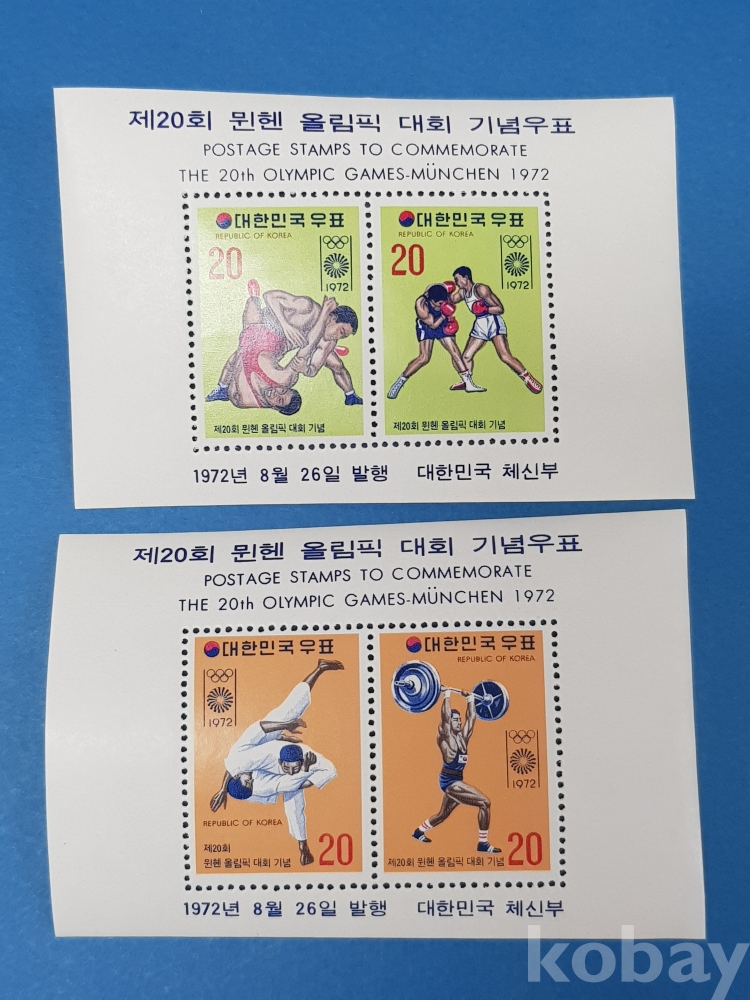 제20회 뮌헨 올림픽 대회 기념우표
POSTAGE STAMPS TO COMMEMORATE
THE 20th OLYMPIC GAMES-MÜNCHEN 1972
대한민국우표
REPUBLIC OF KOREA
20
1972
제20회 뮌헨 올림픽 대회 기념
대한민국우표
REPUBLIC OF KOREA
20
1972
제20회 뮌헨 올림픽 대회 기념
1972년 8월 26일 발행 대한민국 체신부
제20회 뮌헨 올림픽 대회 기념우표
POSTAGE STAMPS TO COMMEMORATE
THE 20th OLYMPIC GAMES-MÜNCHEN 1972
대한민국우표
1972
REPUBLIC OF KOREA
제20회
뮌헨 올림픽 대회 기념
20
대한민국우표
REPUBLIC OF KOREA
1972
제20회 뮌헨 올림픽 대회 기념
20
1972년 8월 26일 발행 대한민국 체신부
kobay